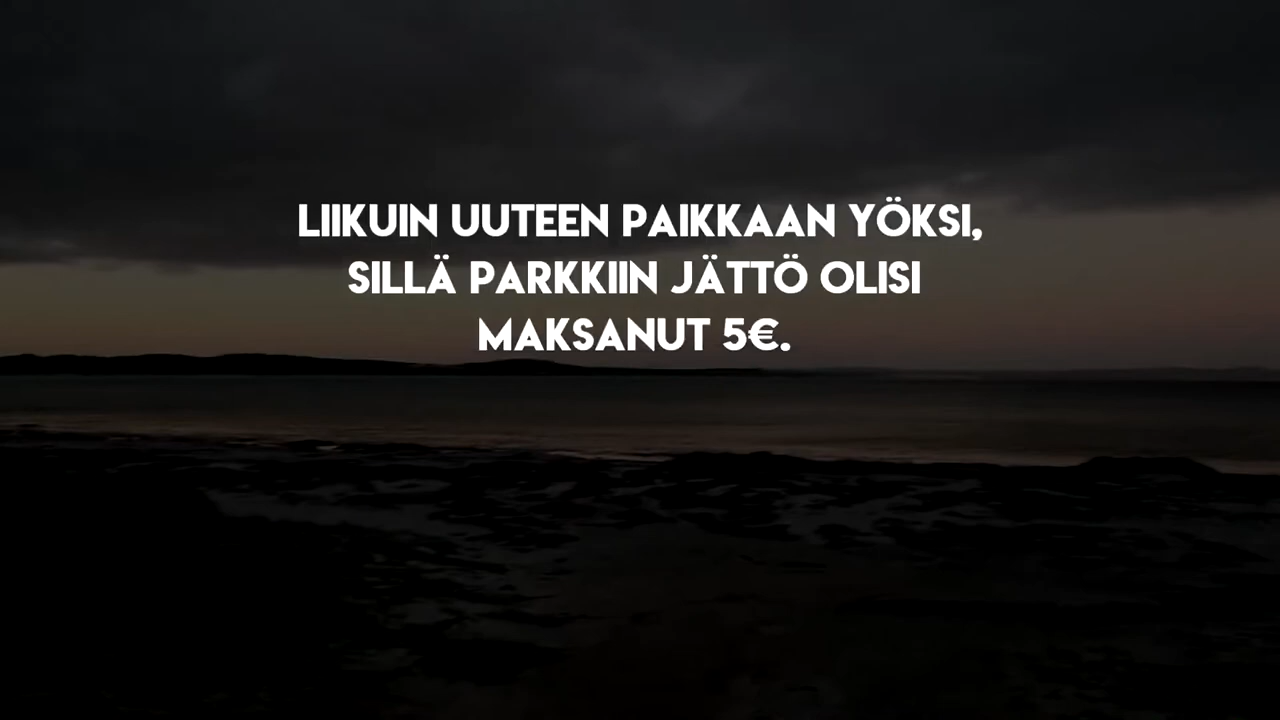 LIIKUIN UUTEEN PAIKKAAN YÖKSI,
SILLÄ PARKKIIN JÄTTÖ OLISI
MAKSANUT 5€.